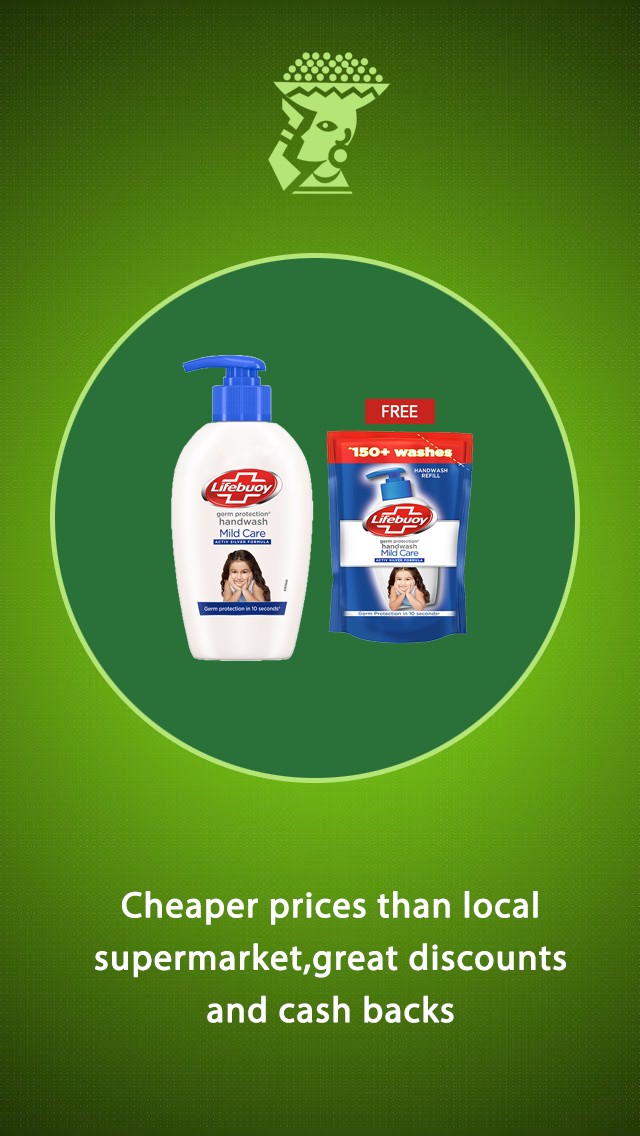 FREE
Lifebuoy
germ protection
handwash
Mild Care
ACTIV SILVER FORMULA
Germ protection in 10 seconds
150+ washes
HANDWASH
REFILL
Lifebuoy
germ protection
handwash
Mild Care
ACTIV SILVER FORMULA
Germ Protection in 10 seconds
Cheaper prices than local
supermarket,great discounts
and cash backs